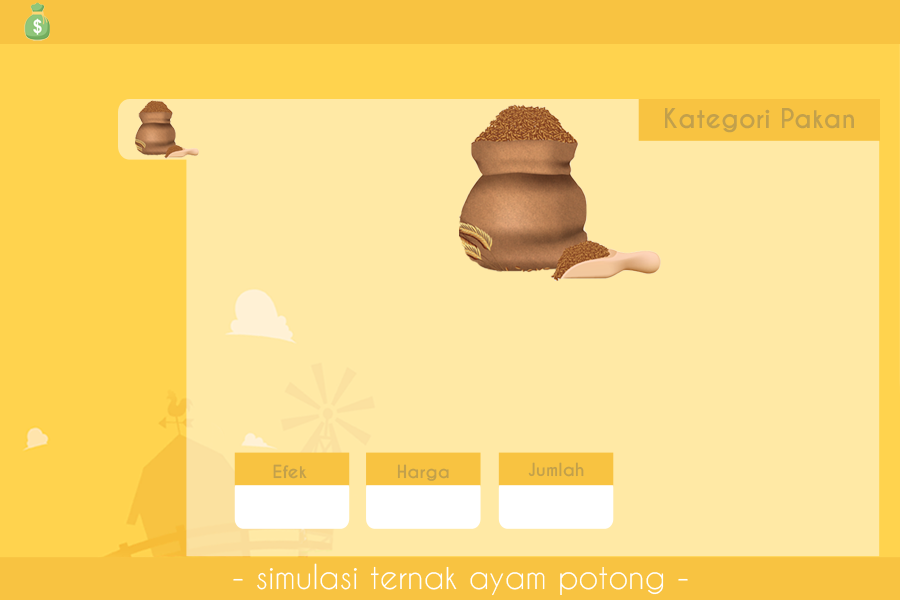 $
Kategori Pakan
Efek
Harga
Jumlah
- simulasi ternak ayam potong -